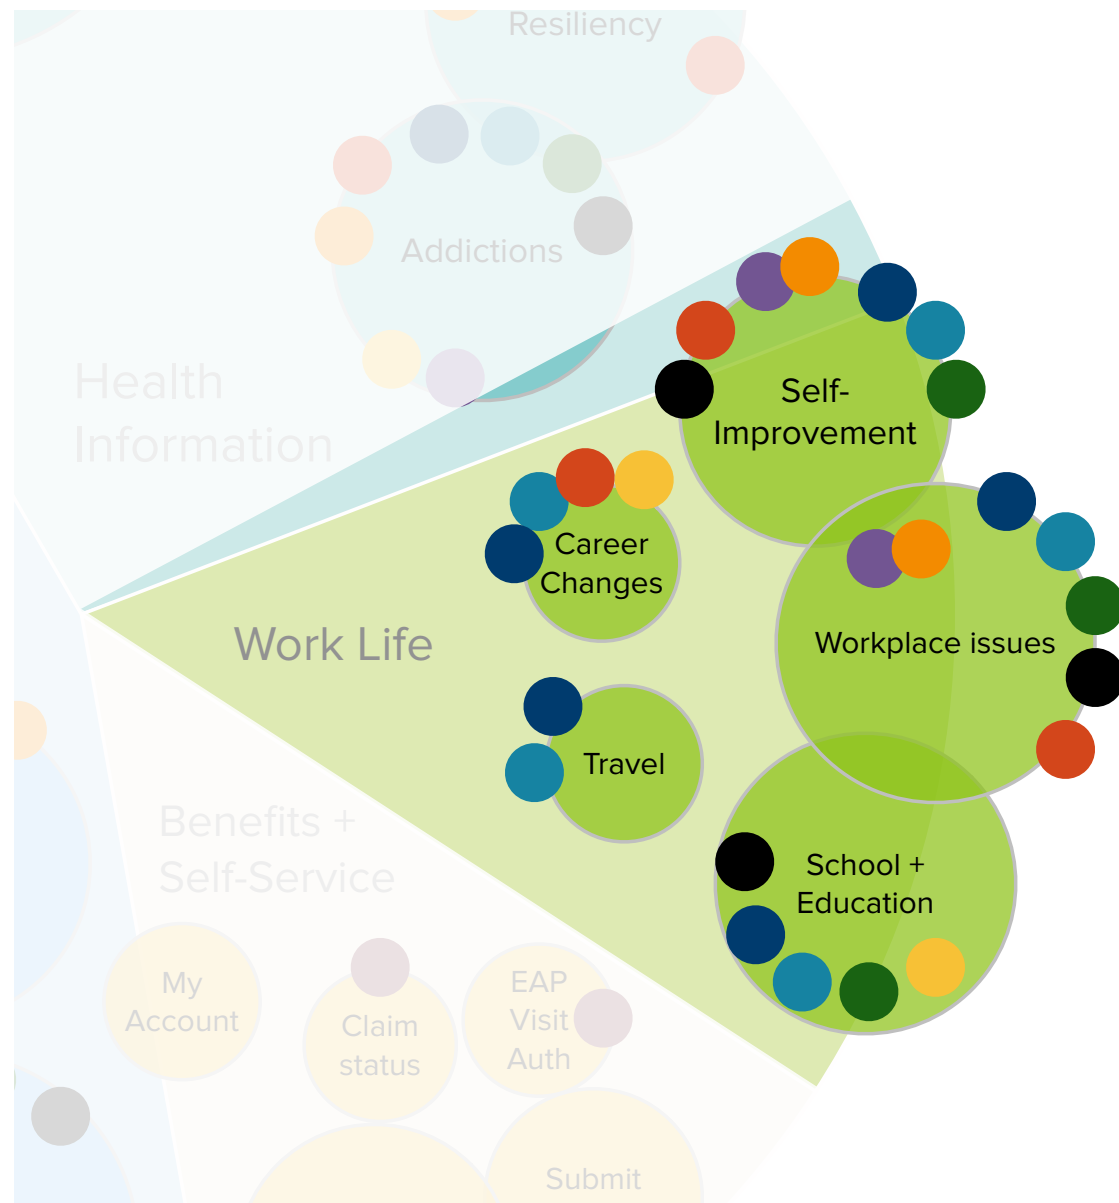 Resiliency
Addictions
Health
Information
Self-
Improvement
Career
Changes
Work Life
Workplace issues
Travel
Benefits +
Self-Service
School +
Education
My
Account
Claim
status
EAP
Visit
Auth
Submit